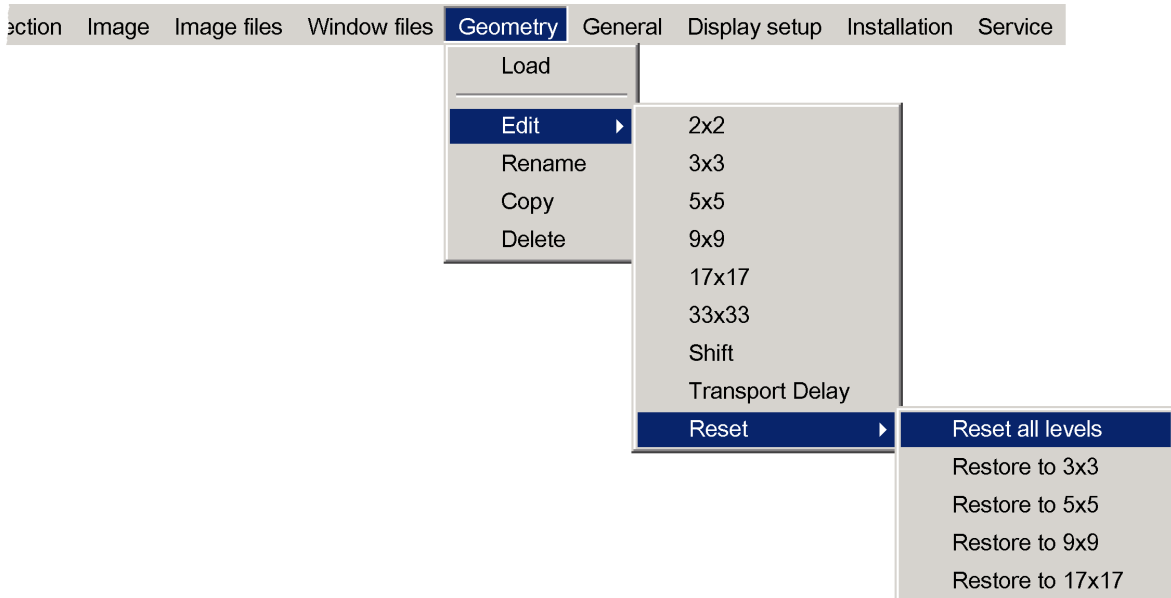 ection Image Image files Window files Geometry General Display setup Installation Service
Load
Edit
Rename
Copy
Delete
2x2
3x3
5x5
9x9
17x17
33x33
Shift
Transport Delay
Reset
Reset all levels
Restore to 3x3
Restore to 5x5
Restore to 9x9
Restore to 17x17